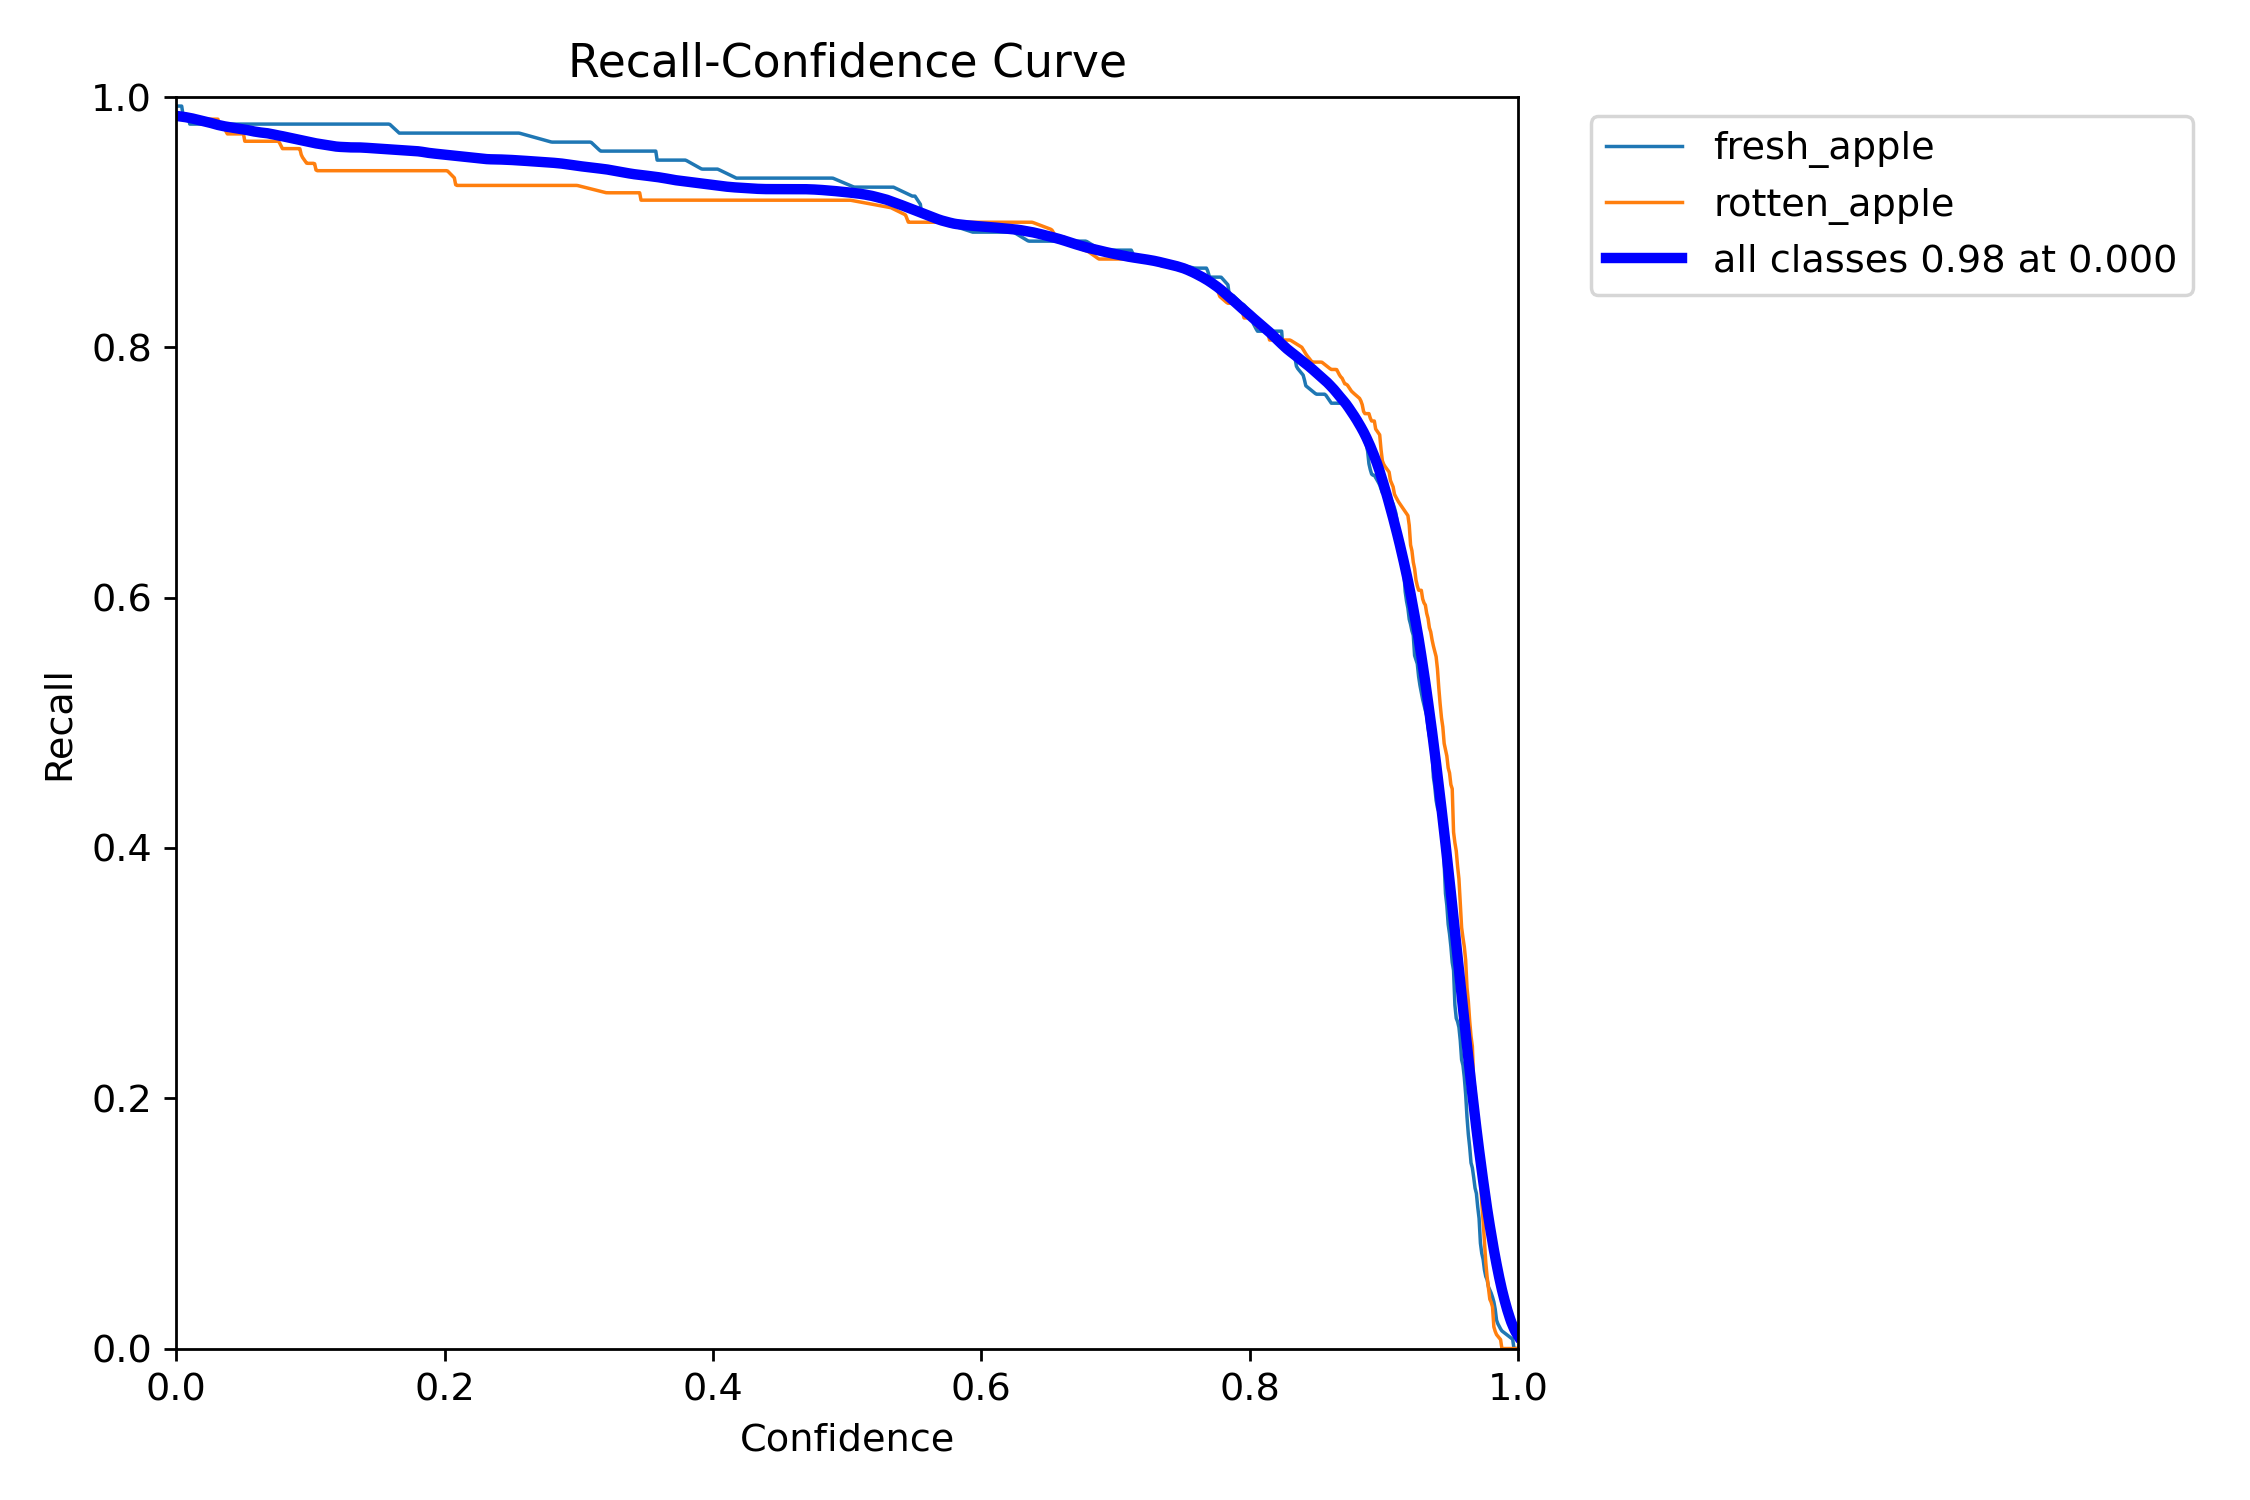 Recall-Confidence Curve
fresh_apple
rotten_apple
all classes 0.98 at 0.000
1.0
0.8
0.6
0.4
0.2
0.0
Recall
0.0 0.2 0.4 0.6 0.8 1.0
Confidence